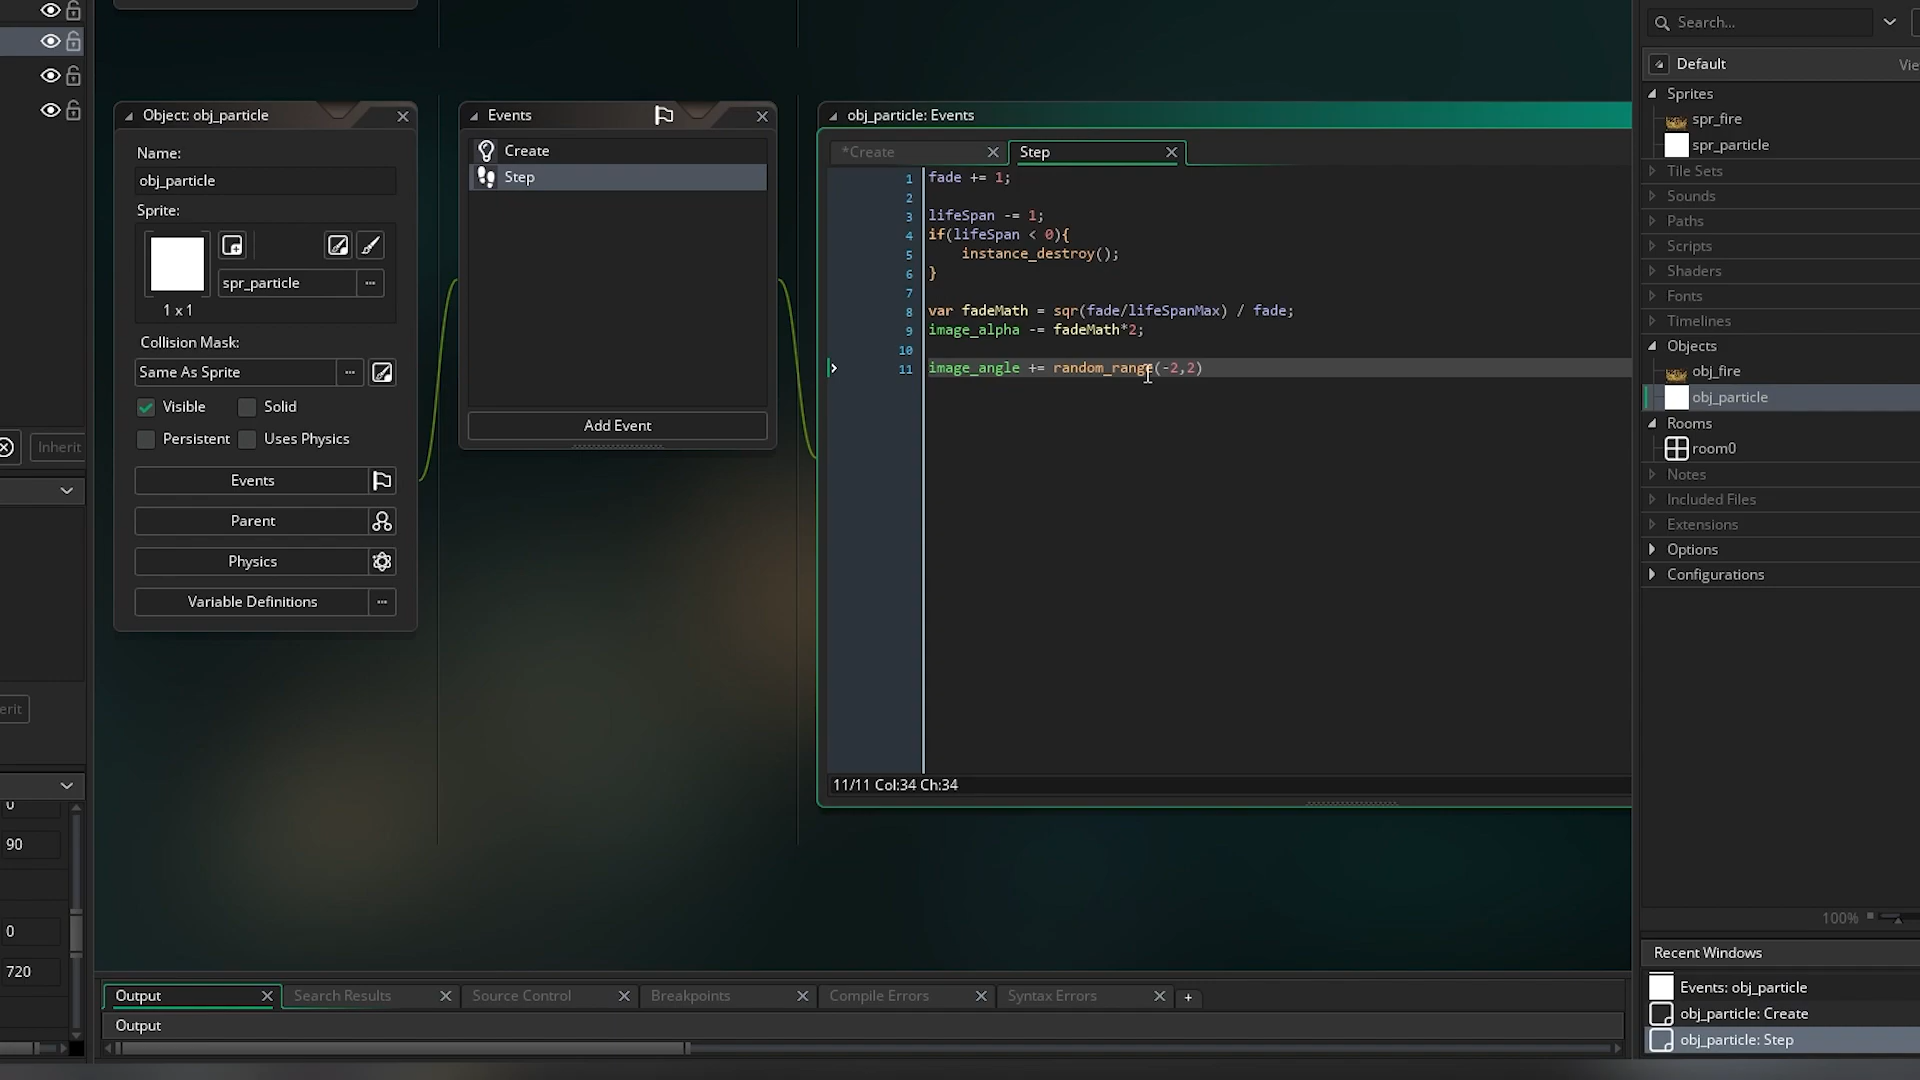 Inherit
erit
0
90
0
720
Object: obj_particle
Name:
obj_particle
Sprite:
spr_particle
...
1 x 1
Collision Mask:
Same As Sprite
...
Visible
Solid
Persistent
Uses Physics
Events
Parent
Physics
Variable Definitions
...
Events
Create
Step
Add Event
obj_particle: Events
*Create
Step
1 fade += 1;
2
3 lifeSpan -= 1;
4 if(lifeSpan < 0){
5 instance_destroy();
6 }
7
8 var fadeMath = sqr(fade/lifeSpanMax) / fade;
9 image_alpha -= fadeMath*2;
10
11 image_angle += random_range(-2,2)
11/11 Col:34 Ch:34
Output
Search Results
Source Control
Breakpoints
Compile Errors
Syntax Errors
+
Output
Search...
Default
Vie
Sprites
spr_fire
spr_particle
Tile Sets
Sounds
Paths
Scripts
Shaders
Fonts
Timelines
Objects
obj_fire
obj_particle
Rooms
room0
Notes
Included Files
Extensions
Options
Configurations
100%
Recent Windows
Events: obj_particle
obj_particle: Create
obj_particle: Step